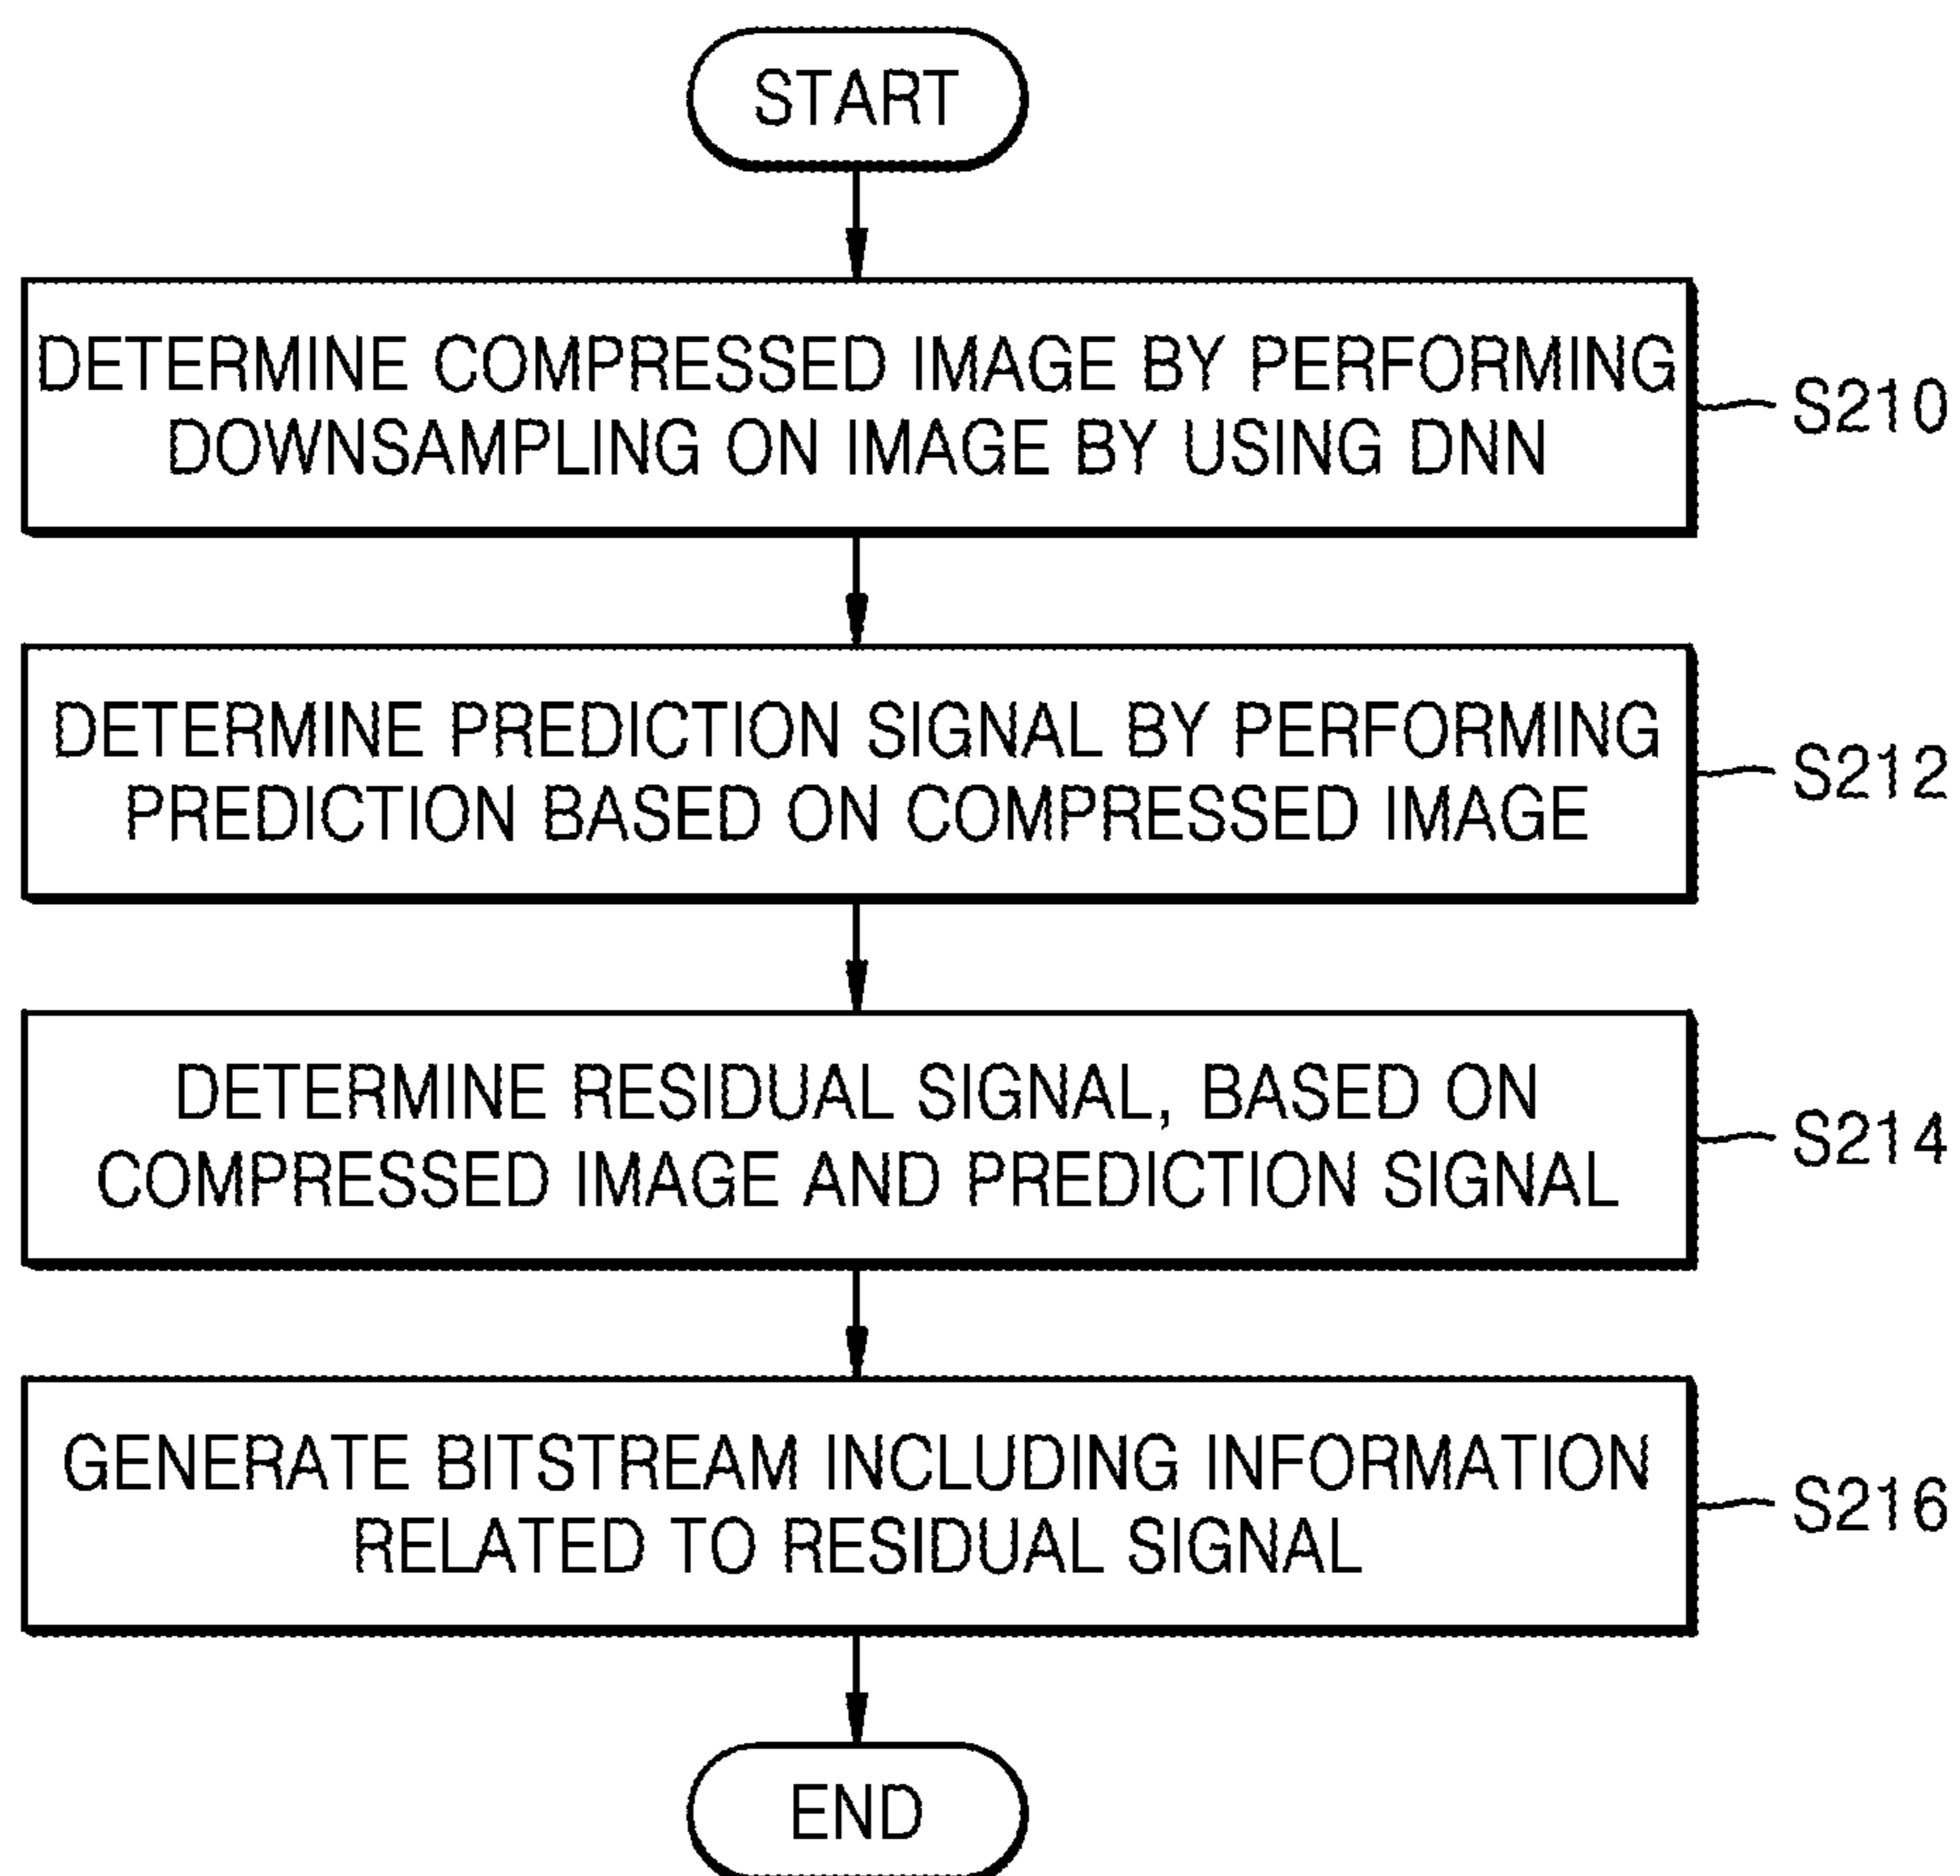 START
DETERMINE COMPRESSED IMAGE BY PERFORMING
DOWNSAMPLING ON IMAGE BY USING DNN
S210
DETERMINE PREDICTION SIGNAL BY PERFORMING
PREDICTION BASED ON COMPRESSED IMAGE
S212
DETERMINE RESIDUAL SIGNAL, BASED ON
COMPRESSED IMAGE AND PREDICTION SIGNAL
S214
GENERATE BITSTREAM INCLUDING INFORMATION
RELATED TO RESIDUAL SIGNAL
S216
END